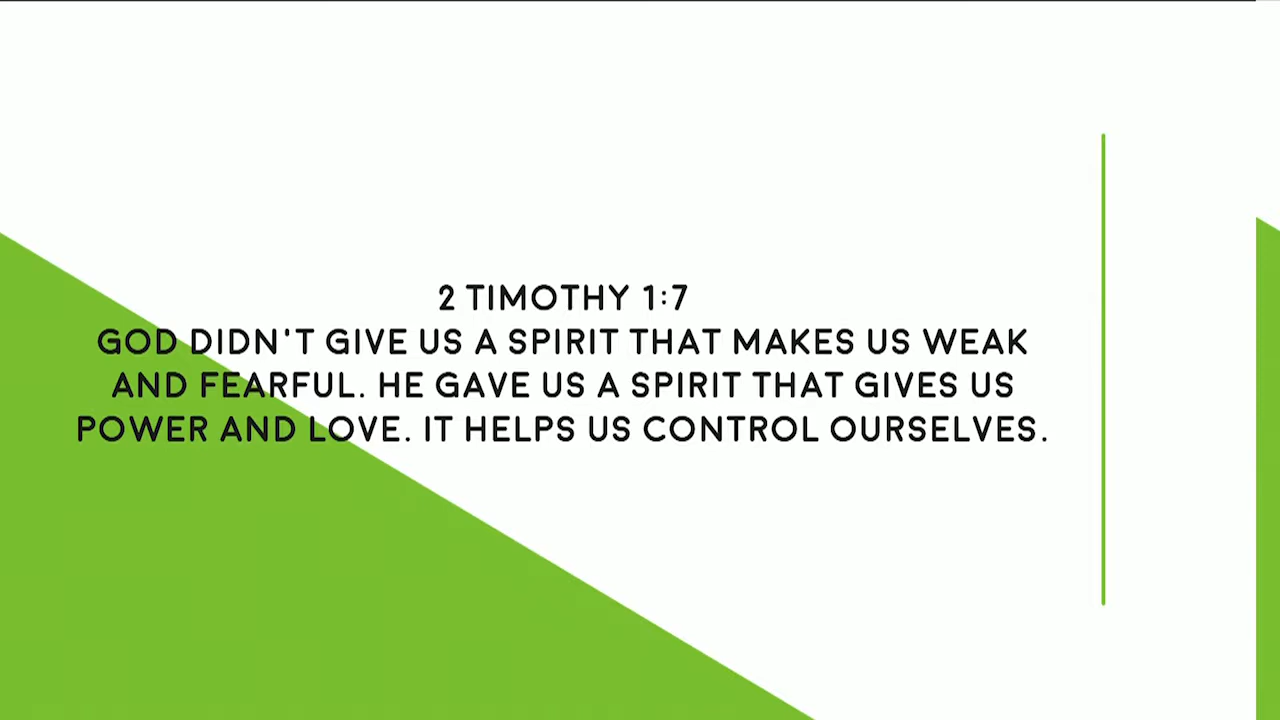 2 TIMOTHY 1:7
GOD DIDN'T GIVE US A SPIRIT THAT MAKES US WEAK
AND FEARFUL. HE GAVE US A SPIRIT THAT GIVES US
POWER AND LOVE. IT HELPS US CONTROL OURSELVES.